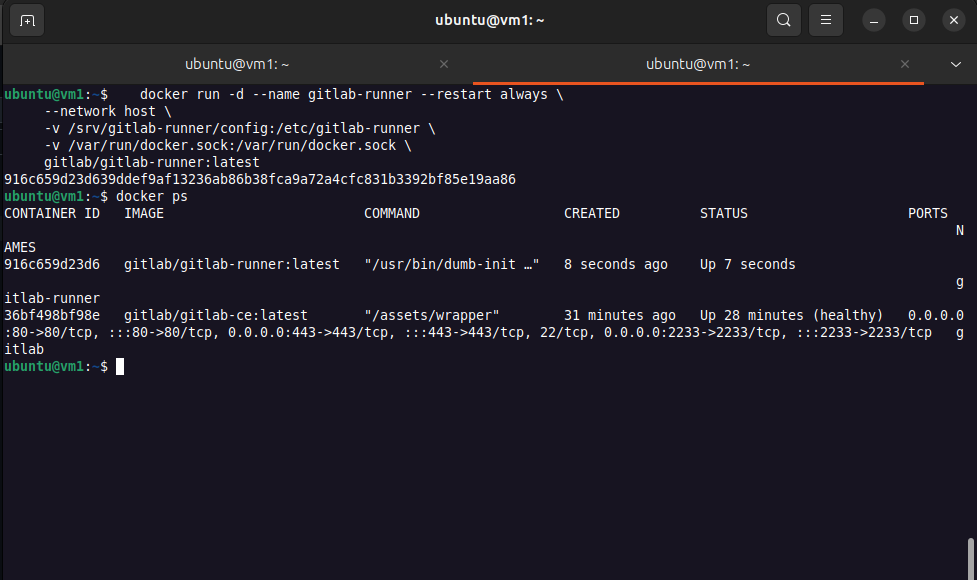 ubuntu@vm1: ~
ubuntu@vm1: ~
ubuntu@vm1: ~
ubuntu@vm1:~$    docker run -d --name gitlab-runner --restart always \
     --network host \
     -v /srv/gitlab-runner/config:/etc/gitlab-runner \
     -v /var/run/docker.sock:/var/run/docker.sock \
     gitlab/gitlab-runner:latest
916c659d23d639ddef9af13236ab86b38fca9a72a4cfc831b3392bf85e19aa86
ubuntu@vm1:~$ docker ps
CONTAINER ID   IMAGE                         COMMAND                  CREATED          STATUS                    PORTS
N
AMES
916c659d23d6   gitlab/gitlab-runner:latest   "/usr/bin/dumb-init …"   8 seconds ago    Up 7 seconds
g
itlab-runner
36bf498bf98e   gitlab/gitlab-ce:latest       "/assets/wrapper"        31 minutes ago   Up 28 minutes (healthy)   0.0.0.0
:80->80/tcp, :::80->80/tcp, 0.0.0.0:443->443/tcp, :::443->443/tcp, 22/tcp, 0.0.0.0:2233->2233/tcp, :::2233->2233/tcp   g
itlab
ubuntu@vm1:~$